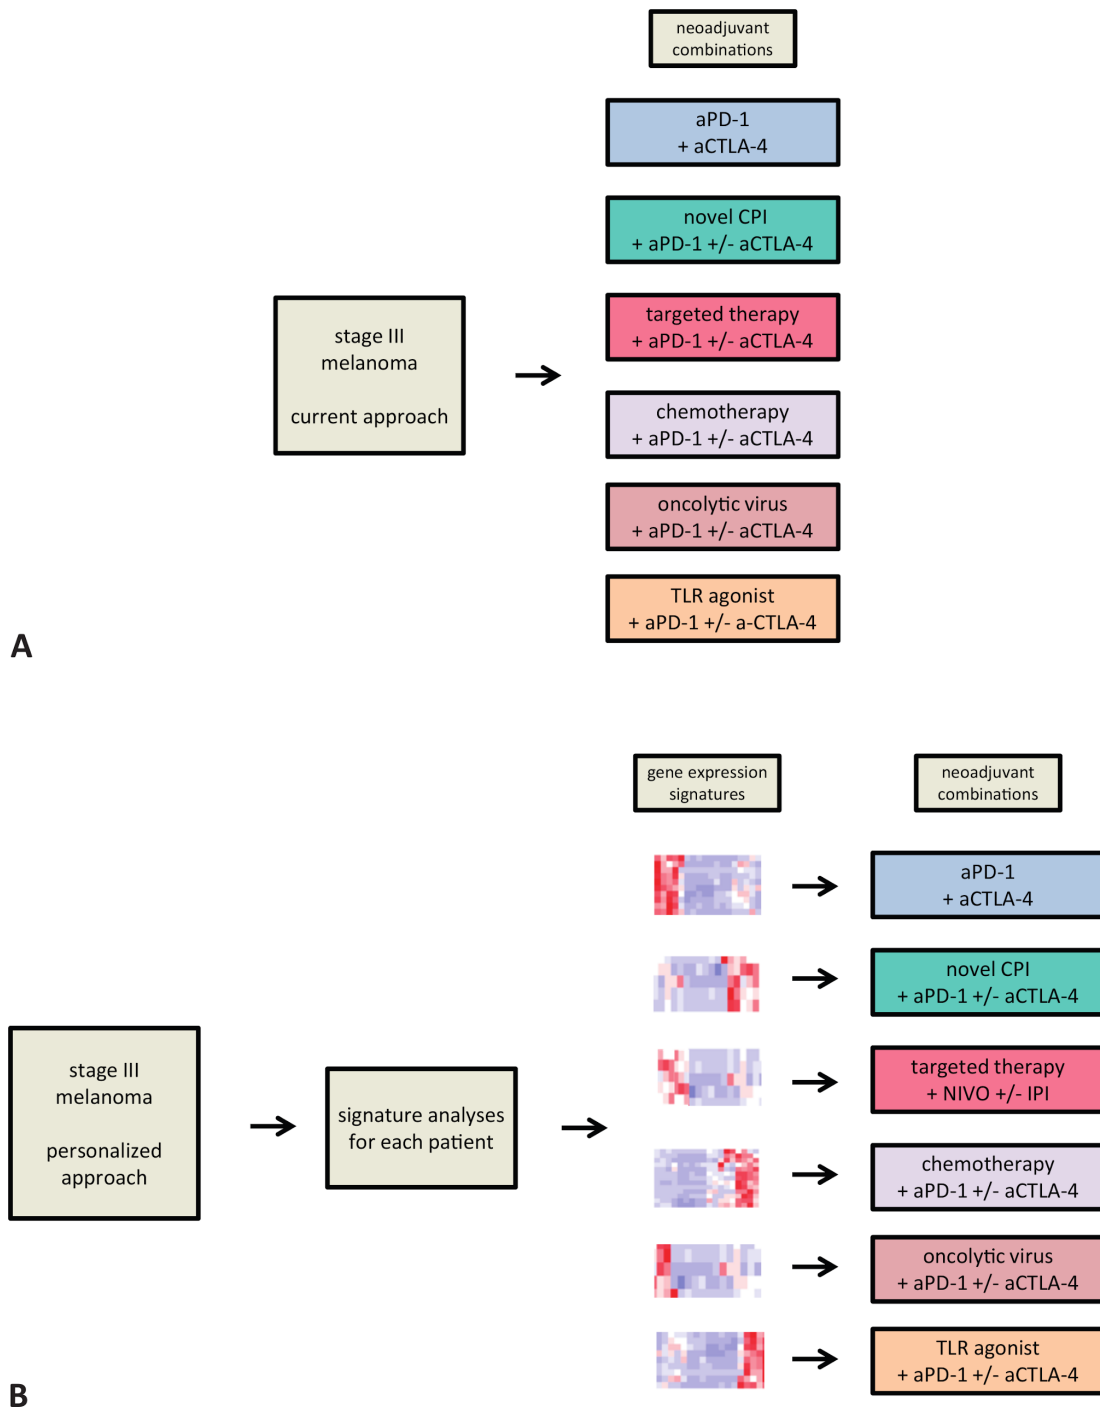 neoadjuvant
combinations
aPD-1
+ aCTLA-4
novel CPI
+ aPD-1 +/- aCTLA-4
targeted therapy
+ aPD-1 +/- aCTLA-4
stage III
melanoma
current approach
chemotherapy
+ aPD-1 +/- aCTLA-4
oncolytic virus
+ aPD-1 +/- aCTLA-4
TLR agonist
+ aPD-1 +/- a-CTLA-4
A
gene expression
signatures
neoadjuvant
combinations
aPD-1
+ aCTLA-4
novel CPI
+ aPD-1 +/- aCTLA-4
stage III
melanoma
personalized
approach
signature analyses
for each patient
targeted therapy
+ NIVO +/- IPI
chemotherapy
+ aPD-1 +/- aCTLA-4
oncolytic virus
+ aPD-1 +/- aCTLA-4
TLR agonist
+ aPD-1 +/- aCTLA-4
B